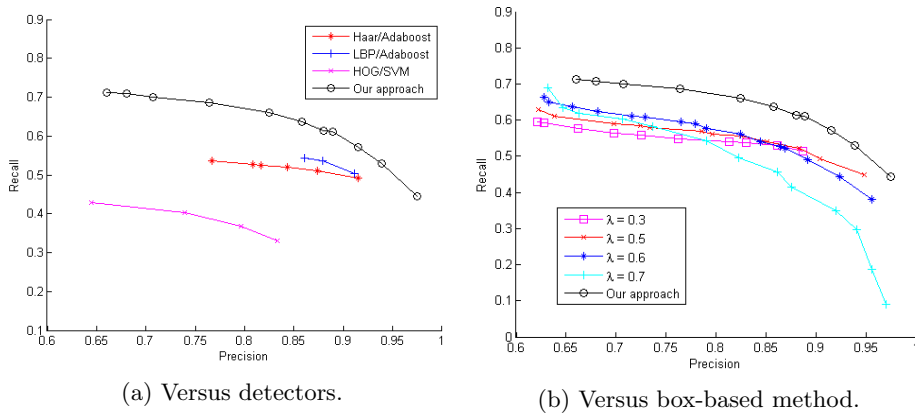 0.9
0.8
0.7
0.6
0.5
0.4
0.3
0.2
0.1
Recall
Haar/Adaboost
LBP/Adaboost
HOG/SVM
Our approach
0.6 0.65 0.7 0.75 0.8 0.85 0.9 0.95 1
Precision
(a) Versus detectors.
0.9
0.8
0.7
0.6
0.5
0.4
0.3
0.2
0.1
0
Recall
λ = 0.3
λ = 0.5
λ = 0.6
λ = 0.7
Our approach
0.6 0.65 0.7 0.75 0.8 0.85 0.9 0.95 1
Precision
(b) Versus box-based method.